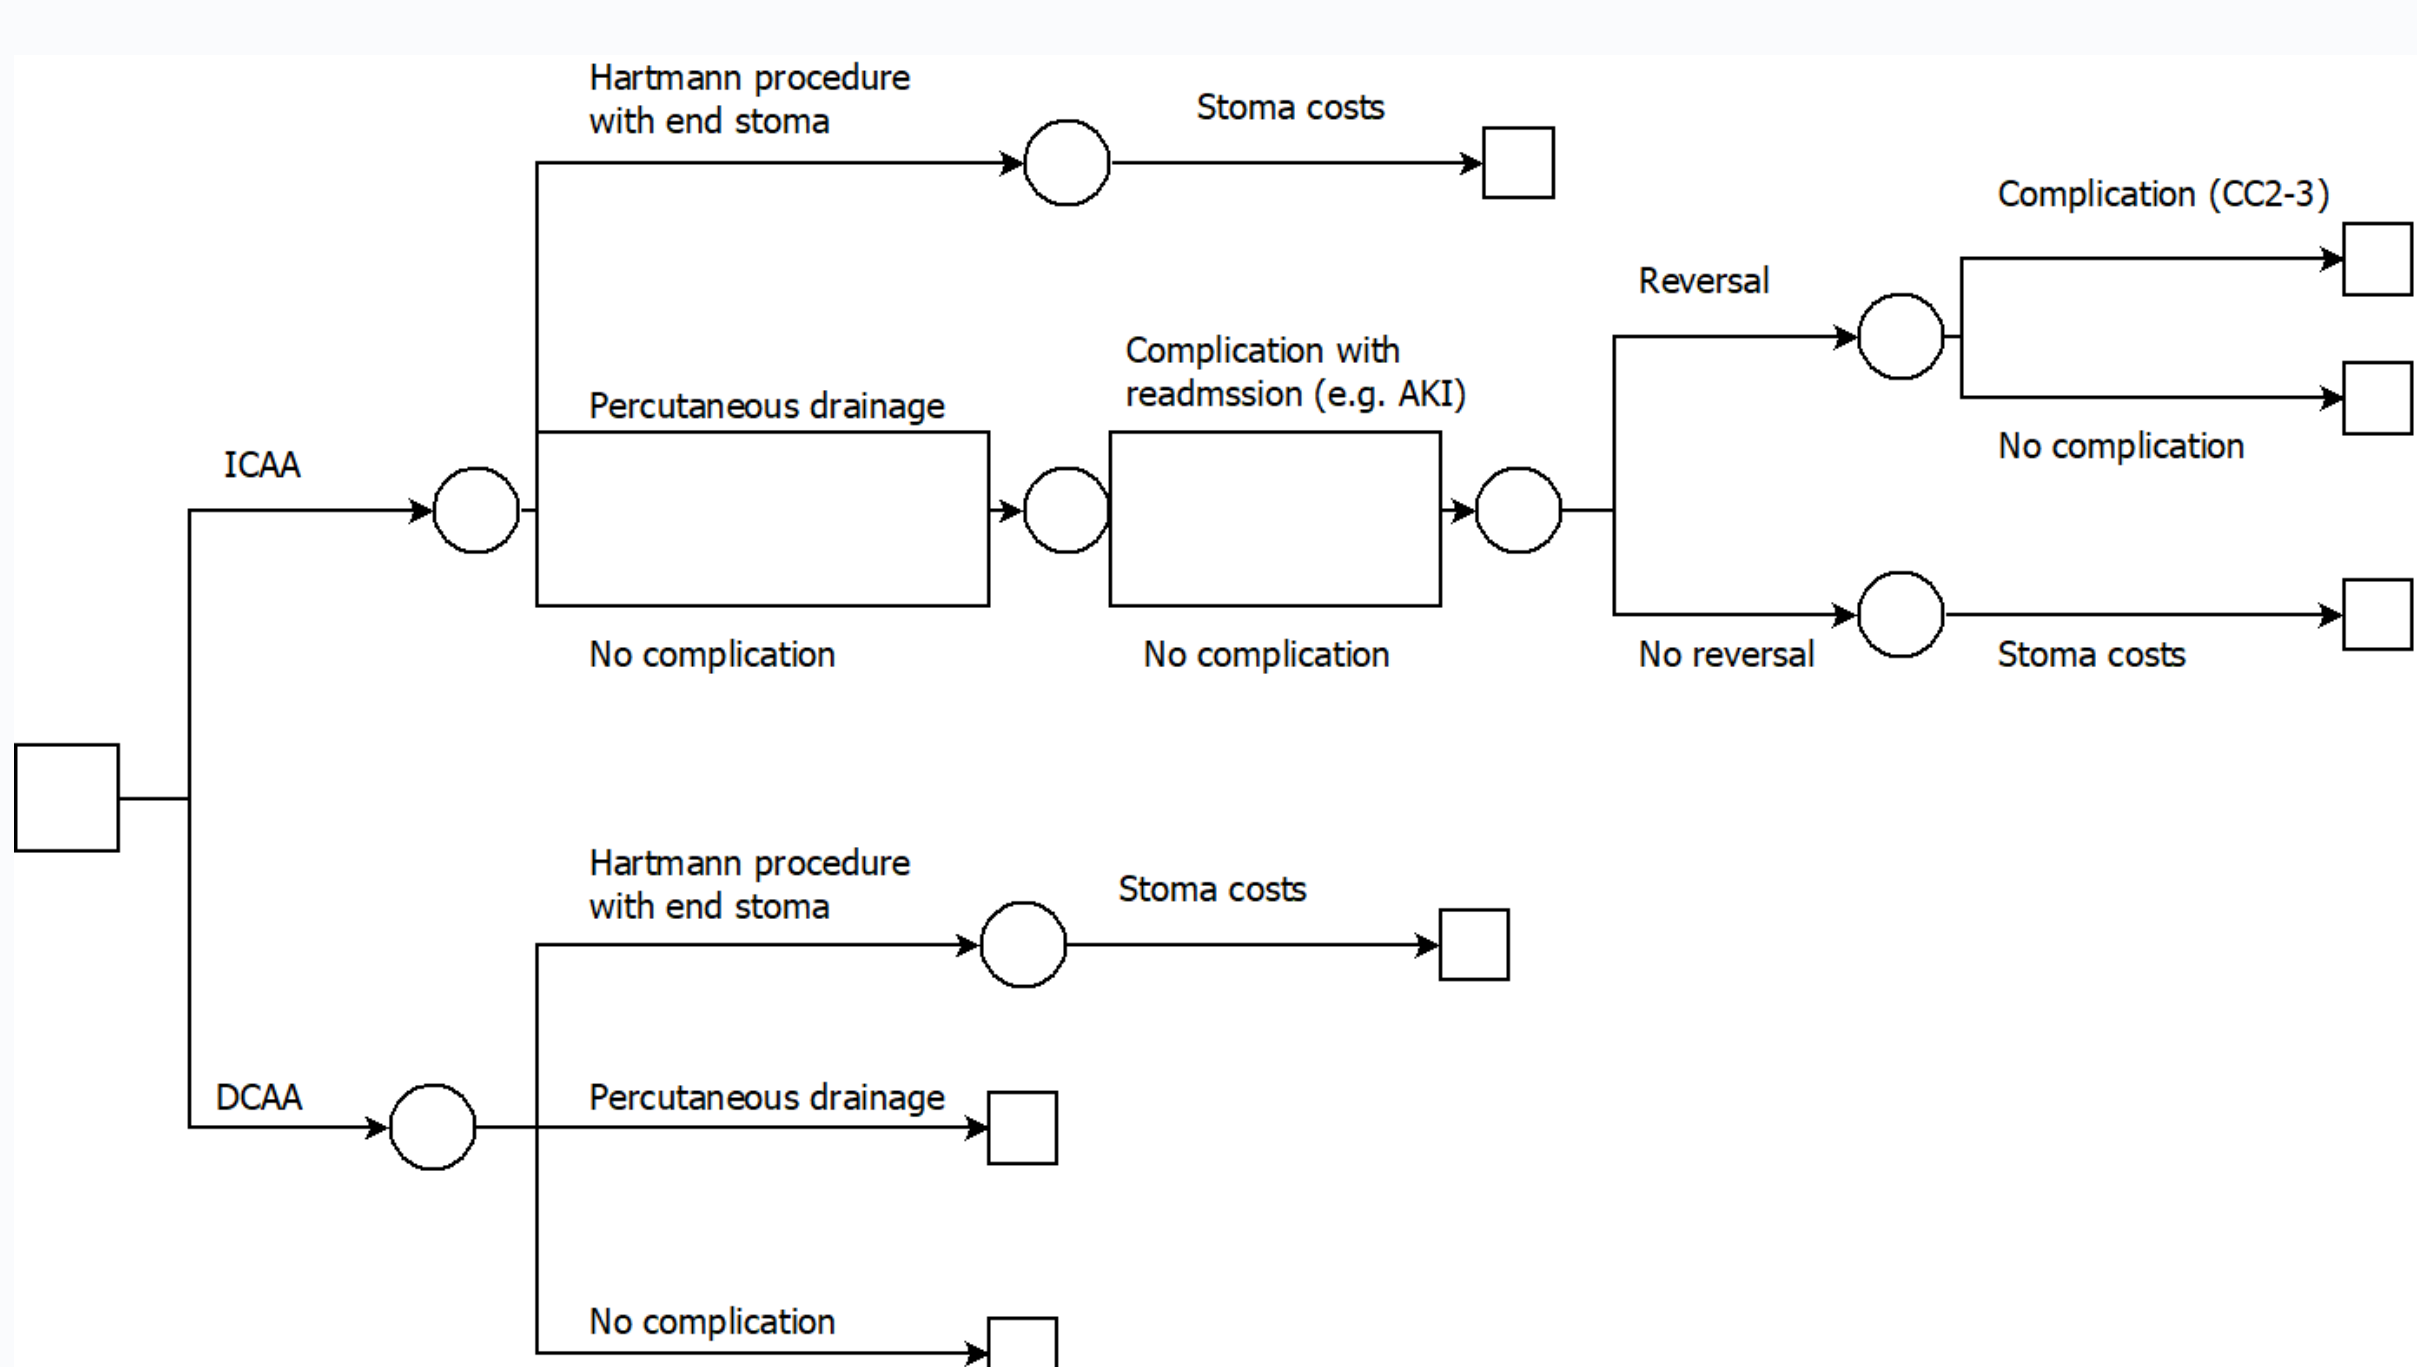 Hartmann procedure
with end stoma
Stoma costs
Complication (CC2-3)
Reversal
Complication with
readmssion (e.g. AKI)
Percutaneous drainage
No complication
ICAA
No complication
No complication
No reversal
Stoma costs
Hartmann procedure
with end stoma
Stoma costs
DCAA
Percutaneous drainage
No complication